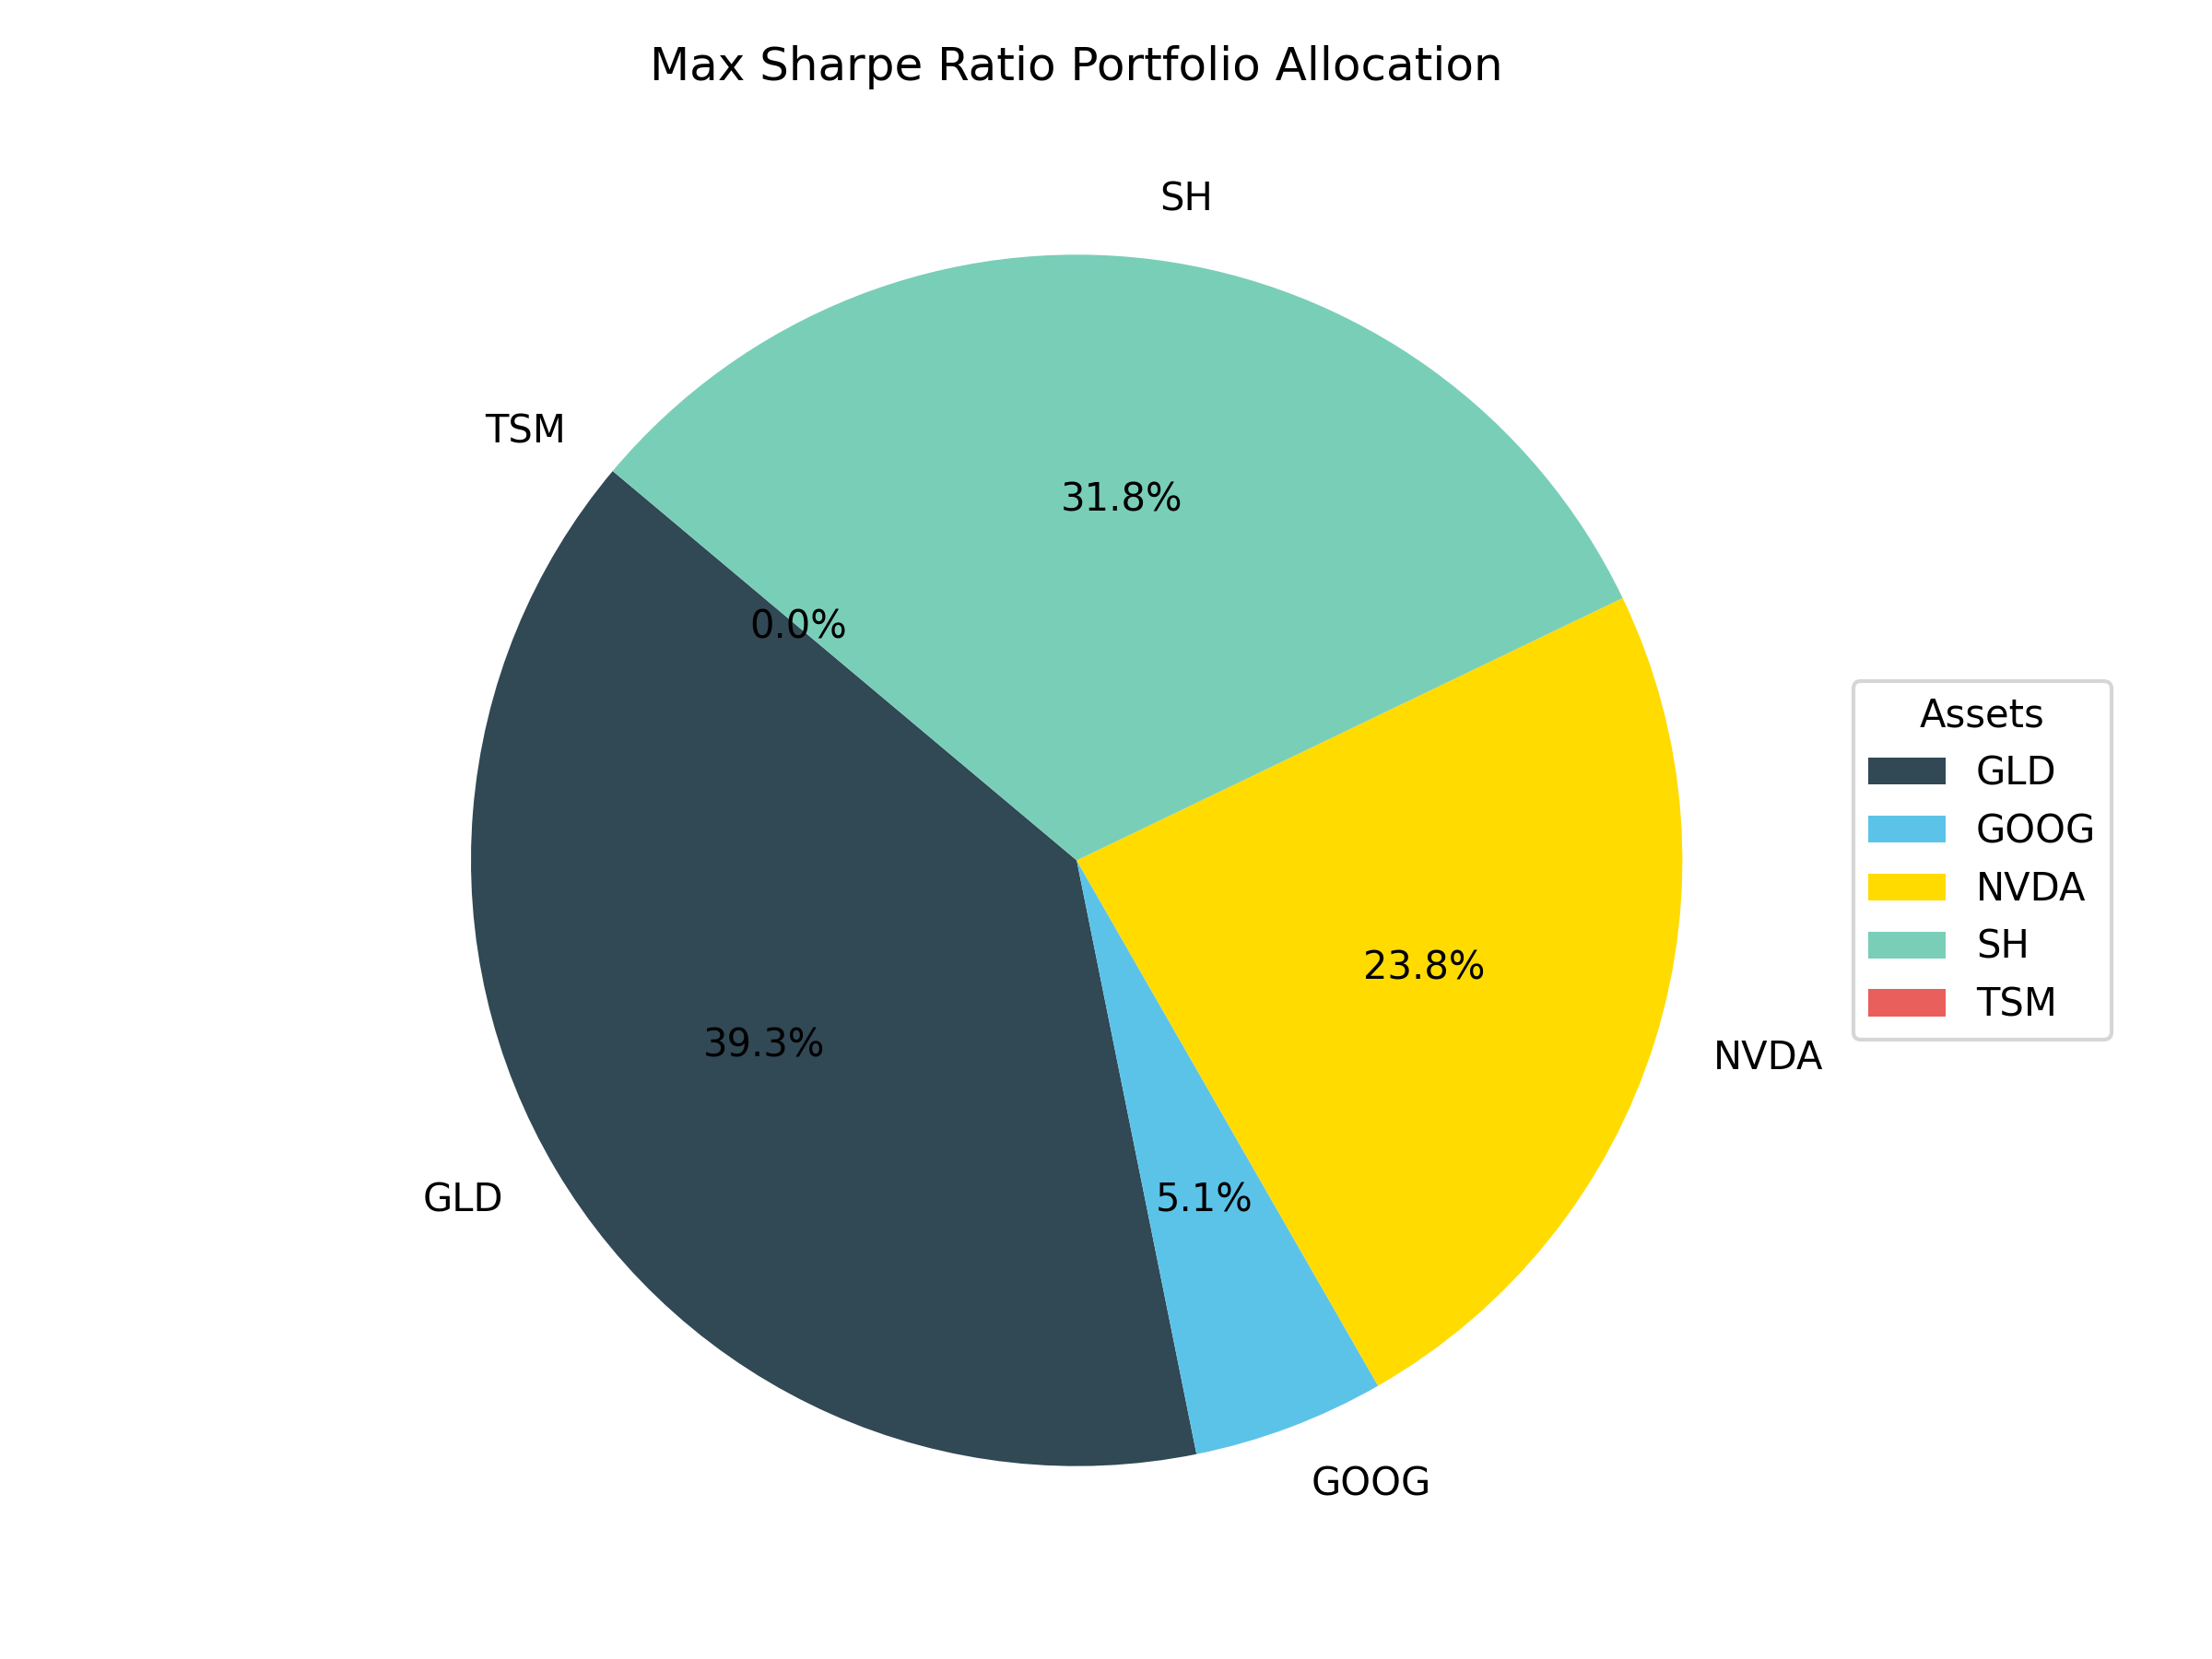 Max Sharpe Ratio Portfolio Allocation
SH
TSM
31.8%
0.0%
23.8%
39.3%
NVDA
GLD
5.1%
GOOG
Assets
GLD
GOOG
NVDA
SH
TSM